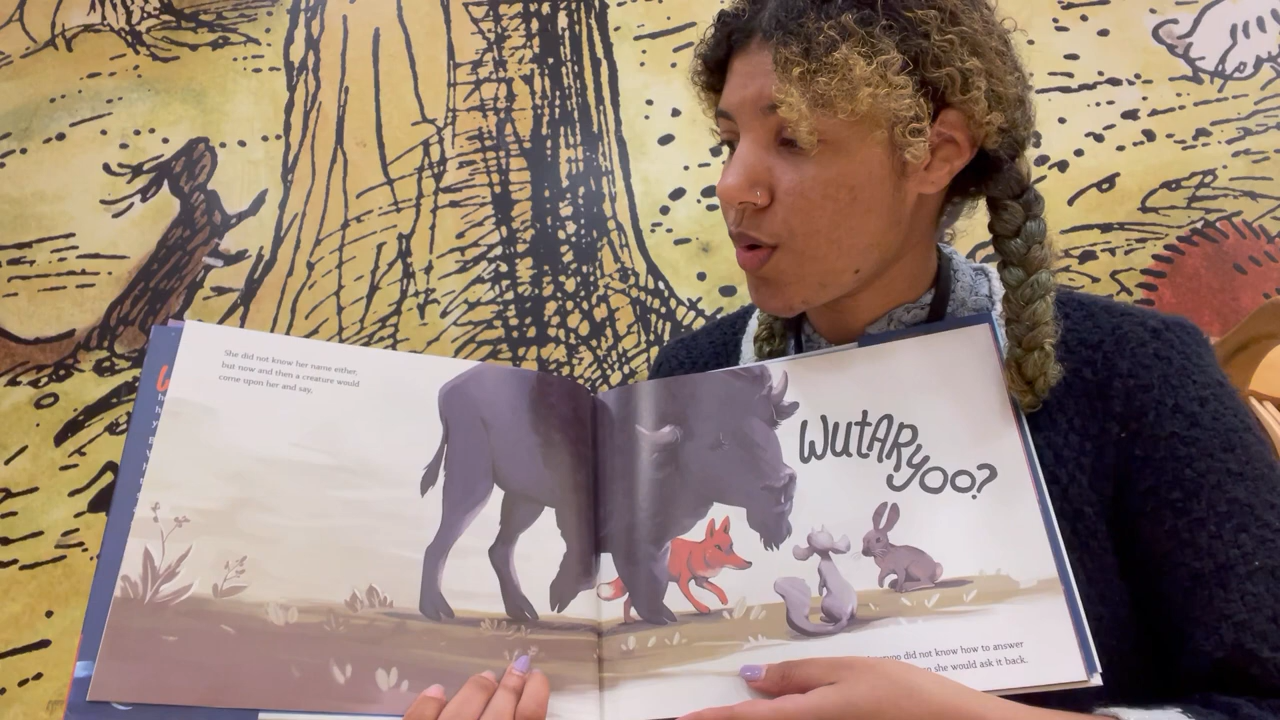 She did not know her name either,
but now and then a creature would
come upon her and say,
WutARyoo?
did not know how to answer
she would ask it back.